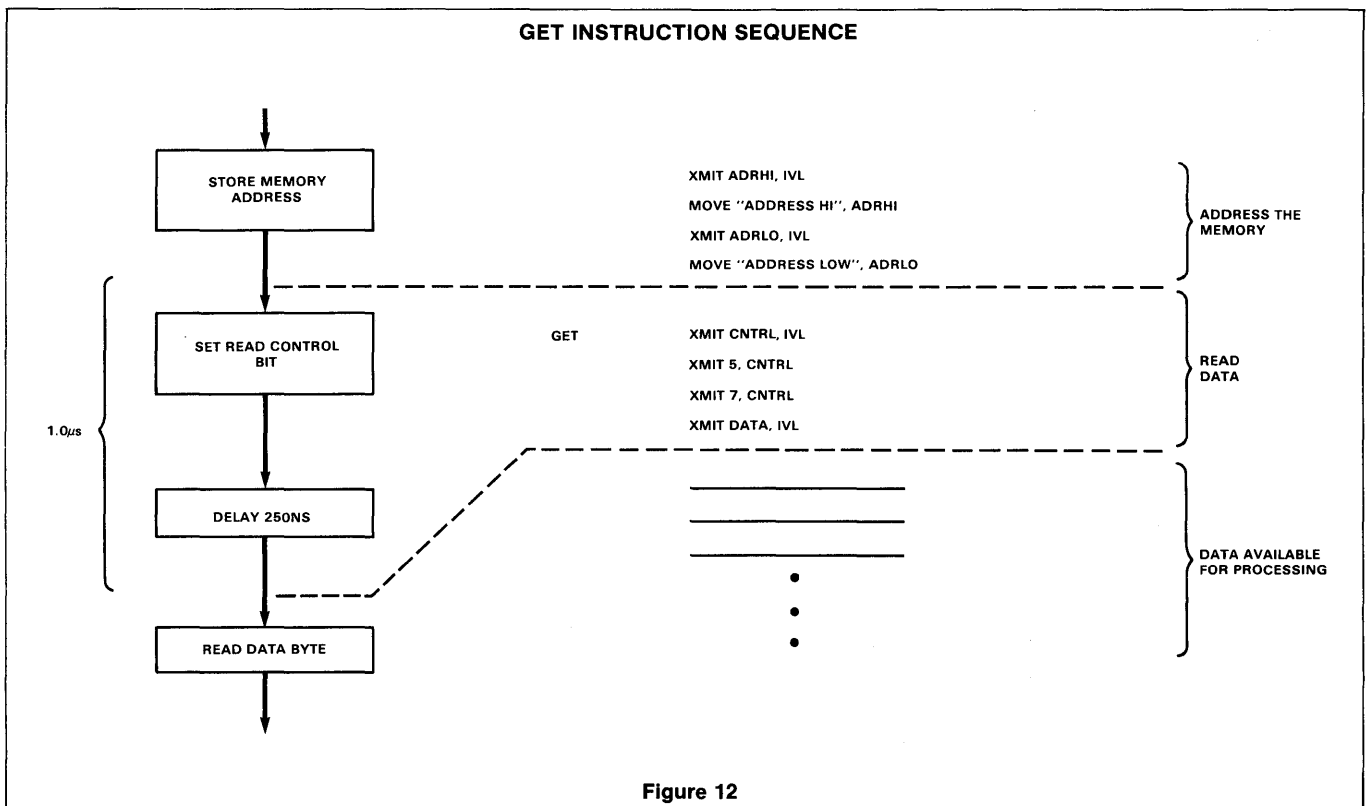 GET INSTRUCTION SEQUENCE
STORE MEMORY
ADDRESS
XMIT ADRHI, IVL
MOVE "ADDRESS HI", ADRHI
XMIT ADRLO, IVL
MOVE "ADDRESS LOW", ADRLO
ADDRESS THE
MEMORY
SET READ CONTROL
BIT
GET
XMIT CNTRL, IVL
XMIT 5, CNTRL
XMIT 7, CNTRL
XMIT DATA, IVL
READ
DATA
1.0μs
DELAY 250NS
DATA AVAILABLE
FOR PROCESSING
READ DATA BYTE
Figure 12